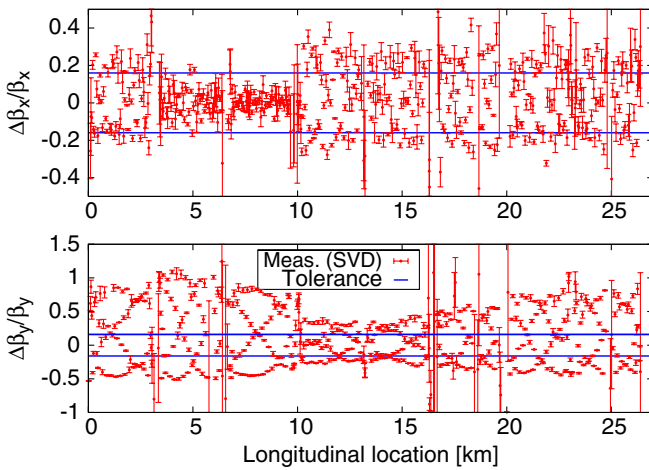 0.4
0.2
0
-0.2
-0.4
Δβx/βx
0 5 10 15 20 25
1.5
1
0.5
0
-0.5
-1
Δβy/βy
Meas. (SVD)
Tolerance
0 5 10 15 20 25
Longitudinal location [km]